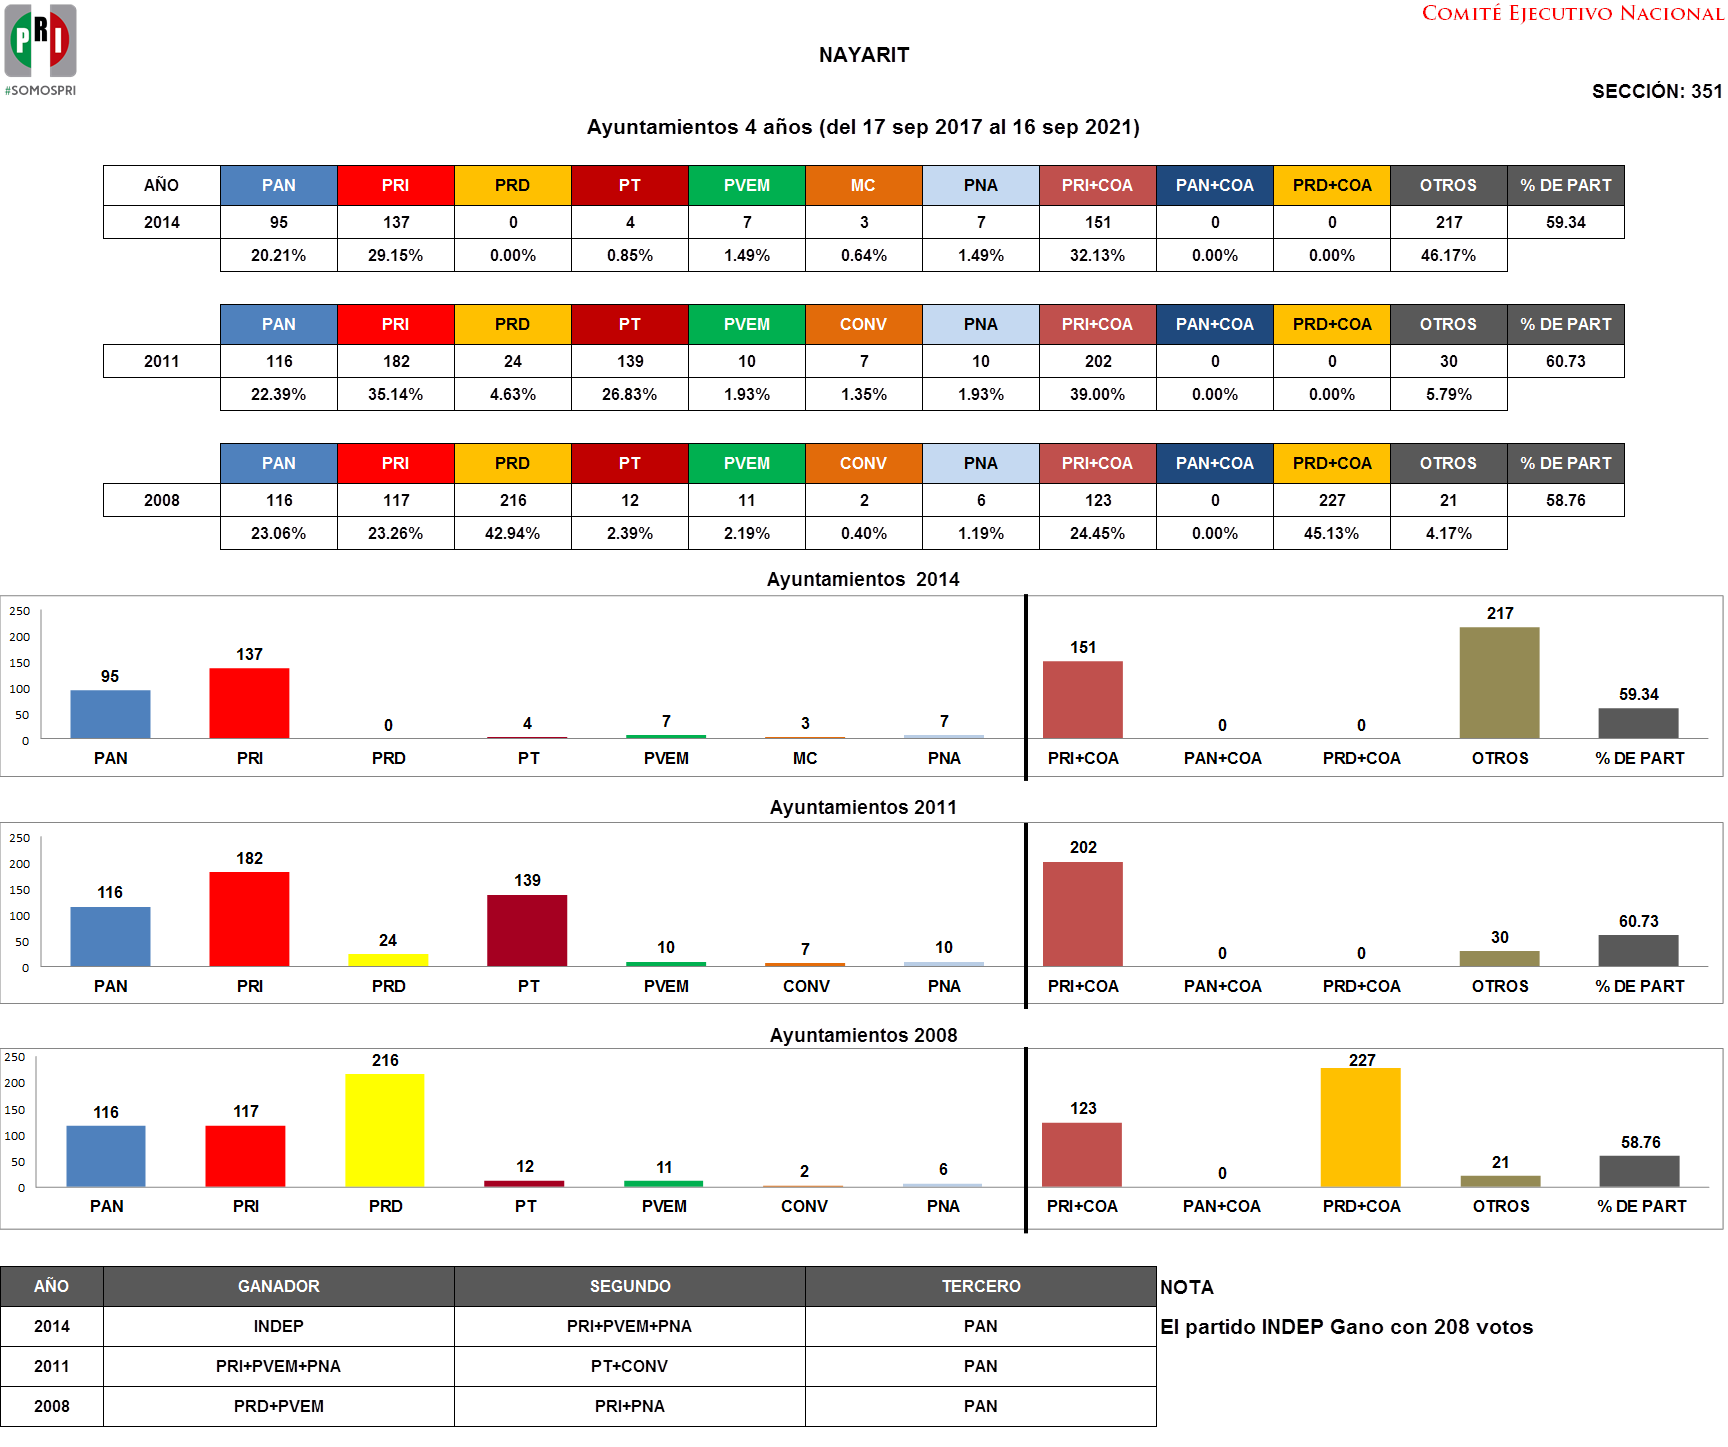 PRI
#SOMOSPRI
COMITÉ EJECUTIVO NACIONAL
NAYARIT
SECCIÓN: 351
Ayuntamientos 4 años (del 17 sep 2017 al 16 sep 2021)
AÑO PAN PRI PRD PT PVEM MC PNA PRI+COA PAN+COA PRD+COA OTROS % DE PART
2014 95 137 0 4 7 3 7 151 0 0 217 59.34
20.21% 29.15% 0.00% 0.85% 1.49% 0.64% 1.49% 32.13% 0.00% 0.00% 46.17%
PAN PRI PRD PT PVEM CONV PNA PRI+COA PAN+COA PRD+COA OTROS % DE PART
2011 116 182 24 139 10 7 10 202 0 0 30 60.73
22.39% 35.14% 4.63% 26.83% 1.93% 1.35% 1.93% 39.00% 0.00% 0.00% 5.79%
PAN PRI PRD PT PVEM CONV PNA PRI+COA PAN+COA PRD+COA OTROS % DE PART
2008 116 117 216 12 11 2 6 123 0 227 21 58.76
23.06% 23.26% 42.94% 2.39% 2.19% 0.40% 1.19% 24.45% 0.00% 45.13% 4.17%
Ayuntamientos 2014
250
200
150
100
50
0
95 137 0 4 7 3 7 151 0 0 217 59.34
PAN PRI PRD PT PVEM MC PNA PRI+COA PAN+COA PRD+COA OTROS % DE PART
Ayuntamientos 2011
250
200
150
100
50
0
116 182 24 139 10 7 10 202 0 0 30 60.73
PAN PRI PRD PT PVEM CONV PNA PRI+COA PAN+COA PRD+COA OTROS % DE PART
Ayuntamientos 2008
250
200
150
100
50
0
116 117 216 12 11 2 6 123 0 227 21 58.76
PAN PRI PRD PT PVEM CONV PNA PRI+COA PAN+COA PRD+COA OTROS % DE PART
AÑO GANADOR SEGUNDO TERCERO NOTA
2014 INDEP PRI+PVEM+PNA PAN El partido INDEP Gano con 208 votos
2011 PRI+PVEM+PNA PT+CONV PAN
2008 PRD+PVEM PRI+PNA PAN